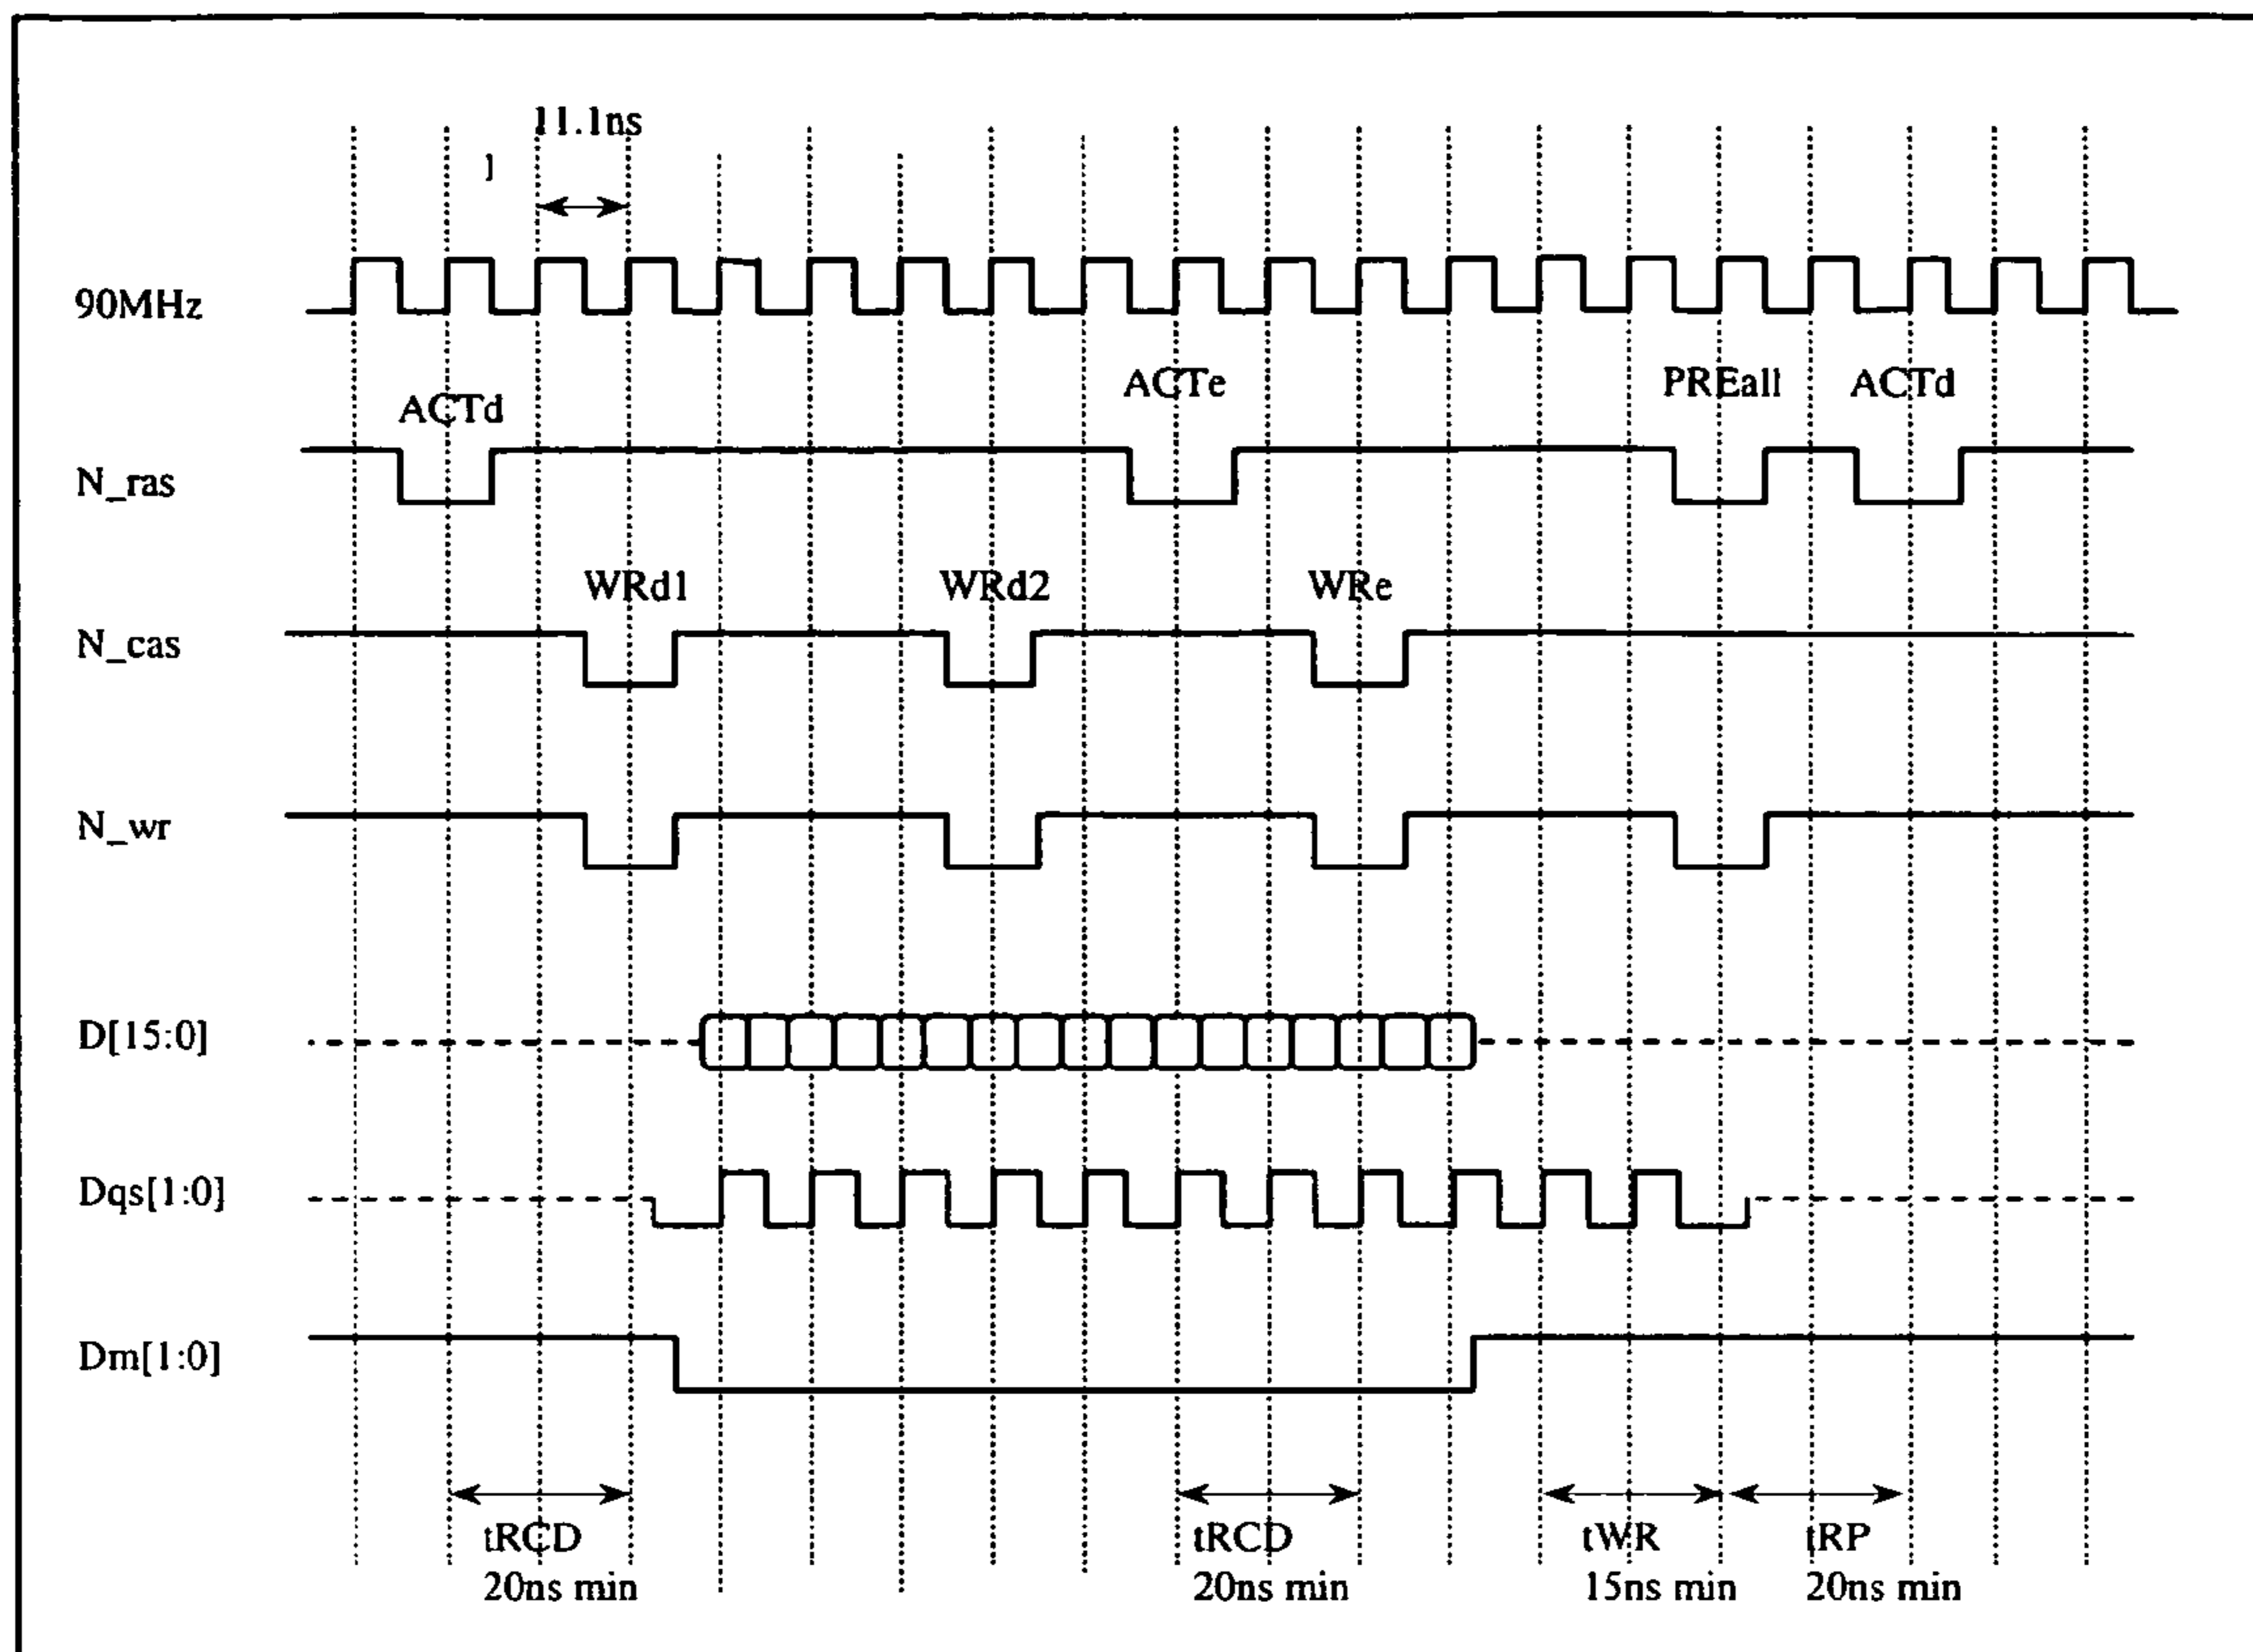 11.1ns
90MHz
ACTd
ACTe
PREall
ACTd
N_ras
WRd1
WRd2
WRe
N_cas
N_wr
D[15:0]
Dqs[1:0]
Dm[1:0]
tRCD
20ns min
tRCD
20ns min
tWR
15ns min
tRP
20ns min